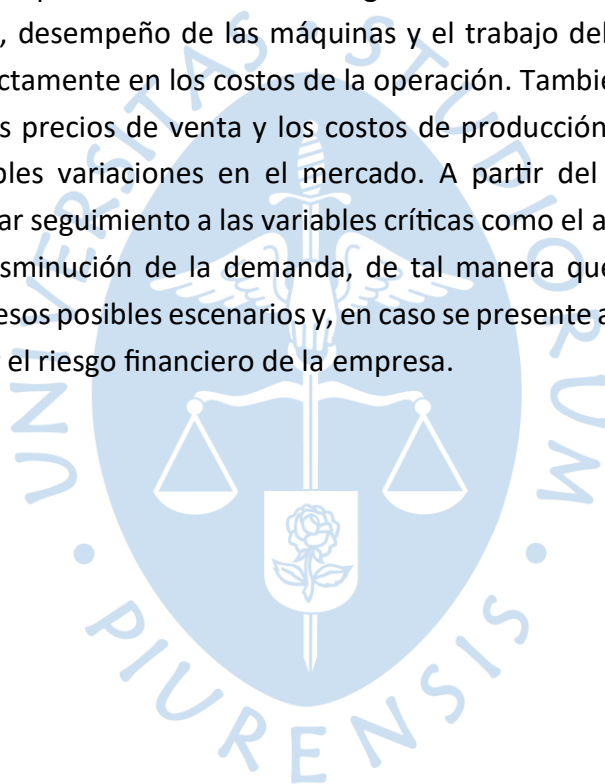 , desempeño de las máquinas y el trabajo del
ctamente en los costos de la operación. Tambié
s precios de venta y los costos de producción
bles variaciones en el mercado. A partir del
ar seguimiento a las variables críticas como el a
sminución de la demanda, de tal manera que
esos posibles escenarios y, en caso se presente a
r el riesgo financiero de la empresa.
UNIVERSITAS STUDIORUM
PIURENSIS